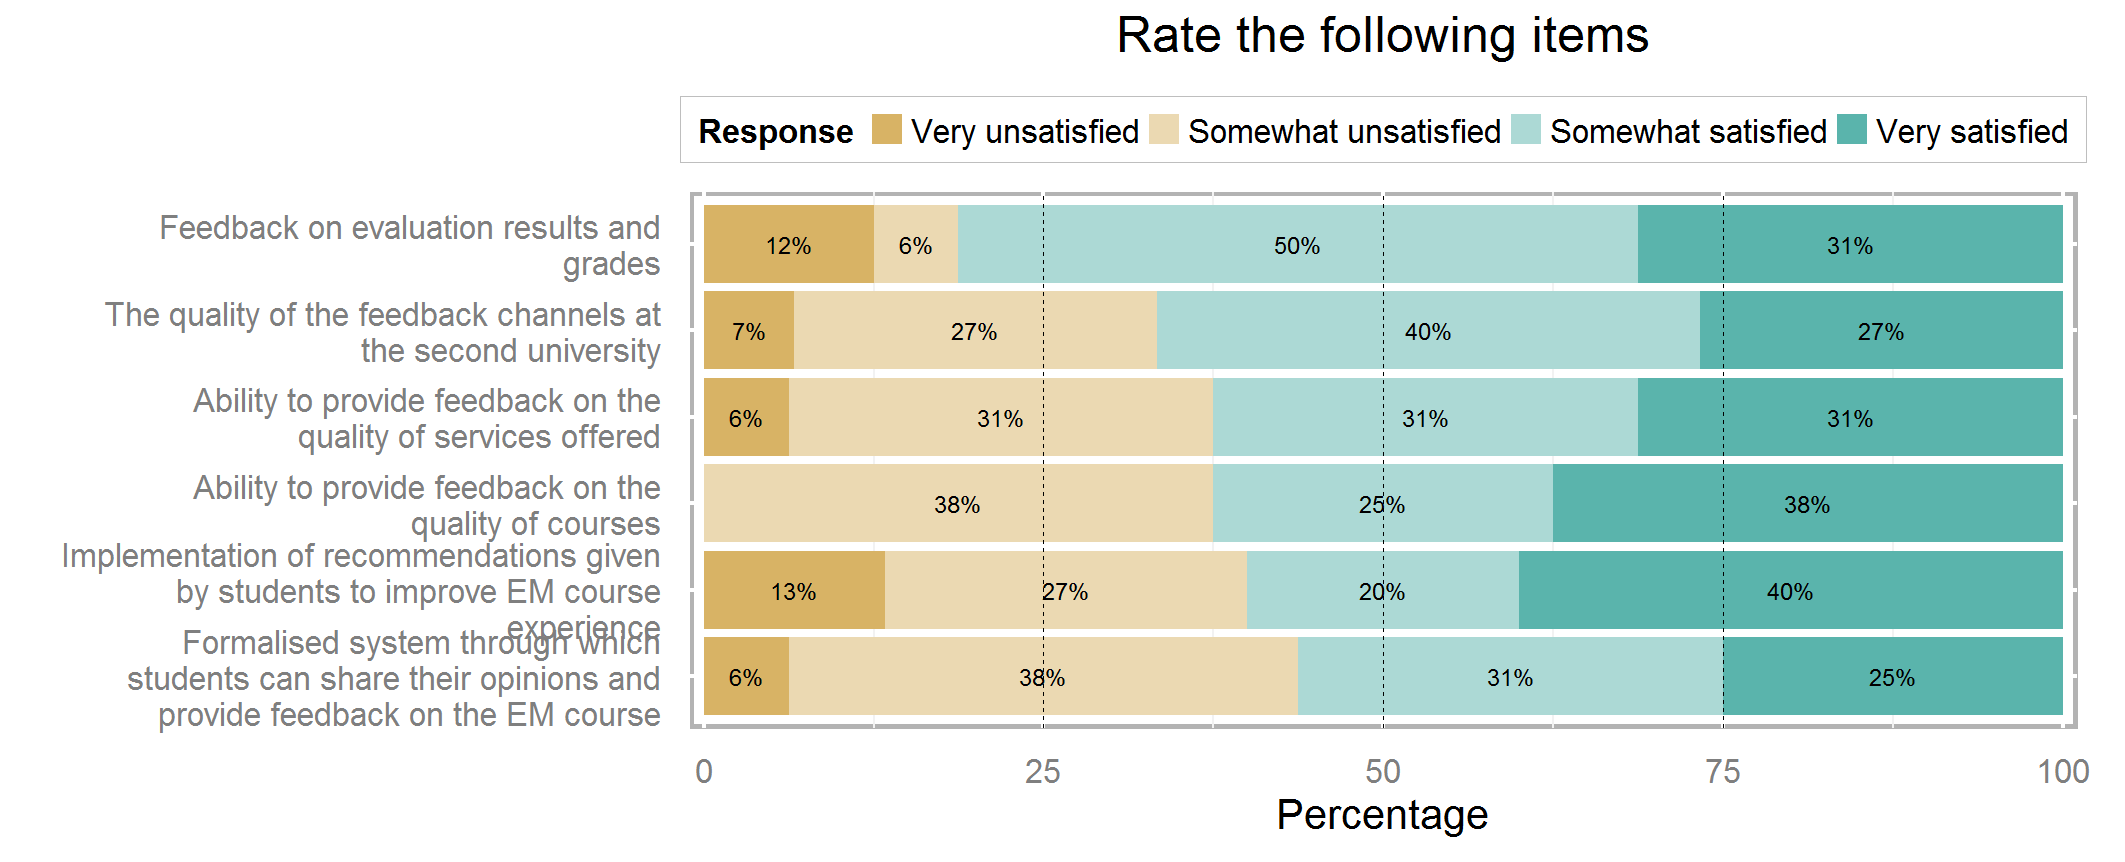 Rate the following items
Response Very unsatisfied Somewhat unsatisfied Somewhat satisfied Very satisfied
Feedback on evaluation results and
grades
12% 6% 50% 31%
The quality of the feedback channels at
the second university
7% 27% 40% 27%
Ability to provide feedback on the
quality of services offered
6% 31% 31% 31%
Ability to provide feedback on the
quality of courses
38% 25% 38%
Implementation of recommendations given
by students to improve EM course
experience
13% 27% 20% 40%
Formalised system through which
students can share their opinions and
provide feedback on the EM course
6% 38% 31% 25%
0 25 50 75 100
Percentage